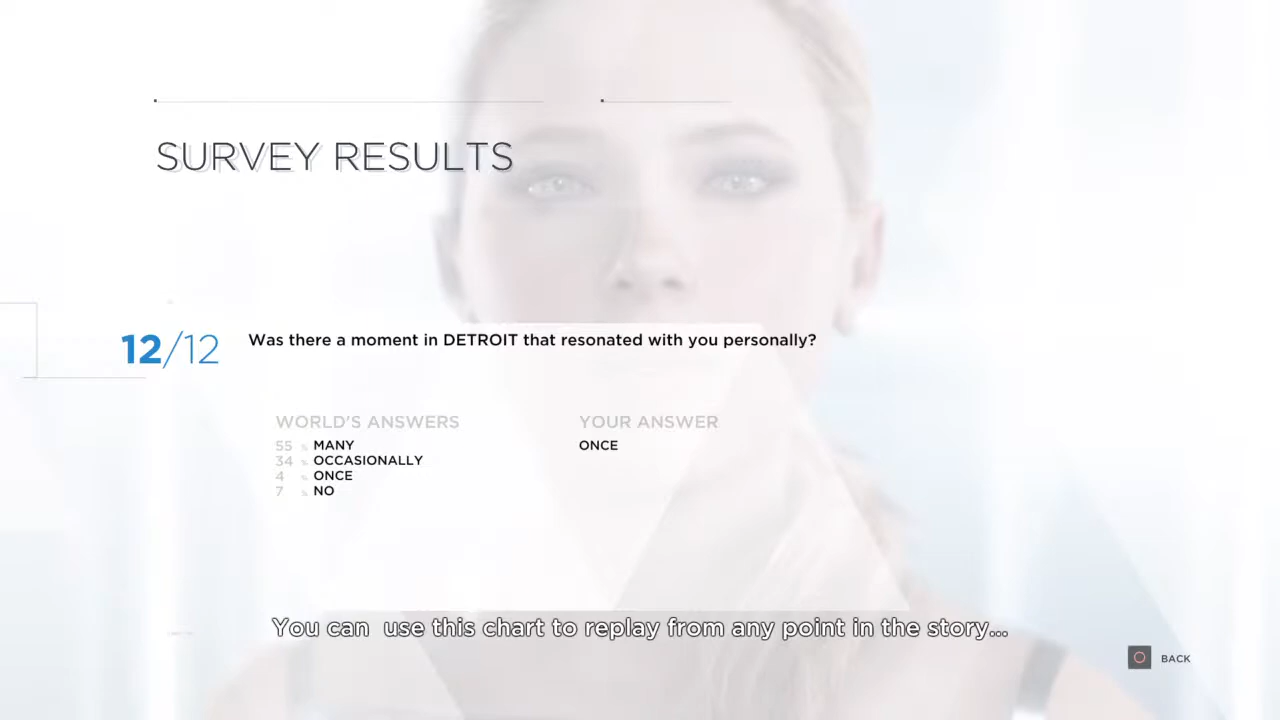 SURVEY RESULTS
12/12
Was there a moment in DETROIT that resonated with you personally?
WORLD'S ANSWERS
55 % MANY
34 % OCCASIONALLY
4 % ONCE
7 % NO
YOUR ANSWER
ONCE
You can  use this chart to replay from any point in the story...
BACK